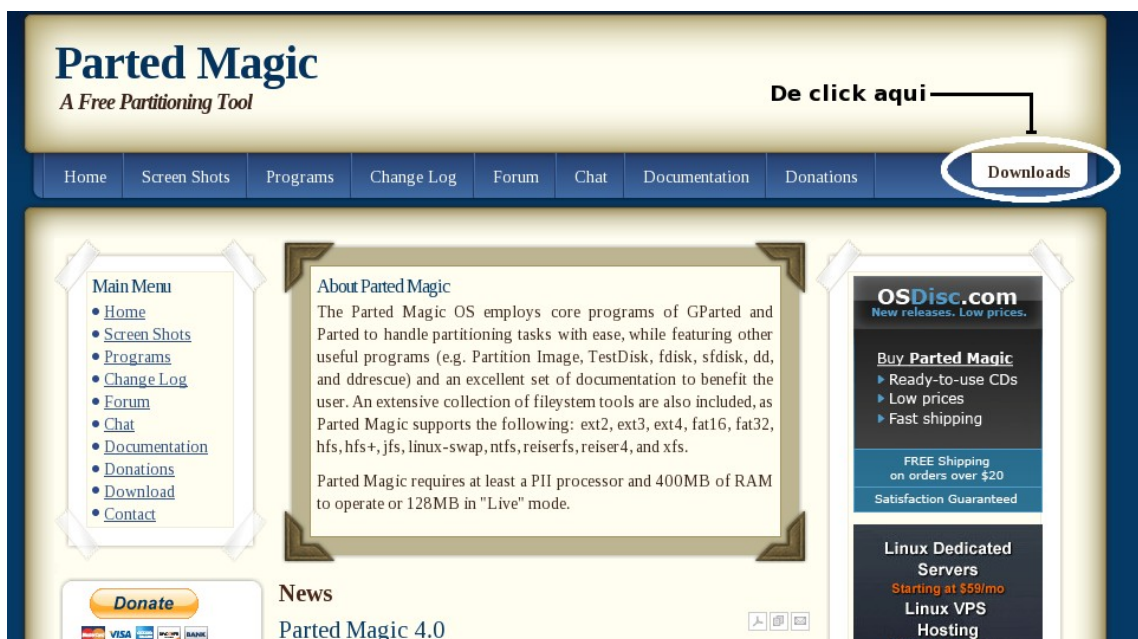 Parted Magic
A Free Partitioning Tool
De click aqui
Home
Screen Shots
Programs
Change Log
Forum
Chat
Documentation
Donations
Downloads
Main Menu
Home
Screen Shots
Programs
Change Log
Forum
Chat
Documentation
Donations
Download
Contact
Donate
VISA
BANK
About Parted Magic
The Parted Magic OS employs core programs of GParted and
Parted to handle partitioning tasks with ease, while featuring other
useful programs (e.g. Partition Image, TestDisk, fdisk, sfdisk, dd,
and ddrescue) and an excellent set of documentation to benefit the
user. An extensive collection of fileystem tools are also included, as
Parted Magic supports the following: ext2, ext3, ext4, fat16, fat32,
hfs, hfs+, jfs, linux-swap, ntfs, reiserfs, reiser4, and xfs.
Parted Magic requires at least a PII processor and 400MB of RAM
to operate or 128MB in "Live" mode.
News
Parted Magic 4.0
OSDisc.com
New releases. Low prices.
Buy Parted Magic
Ready-to-use CDs
Low prices
Fast shipping
FREE Shipping
on orders over $20
Satisfaction Guaranteed
Linux Dedicated
Servers
Starting at $59/mo
Linux VPS
Hosting